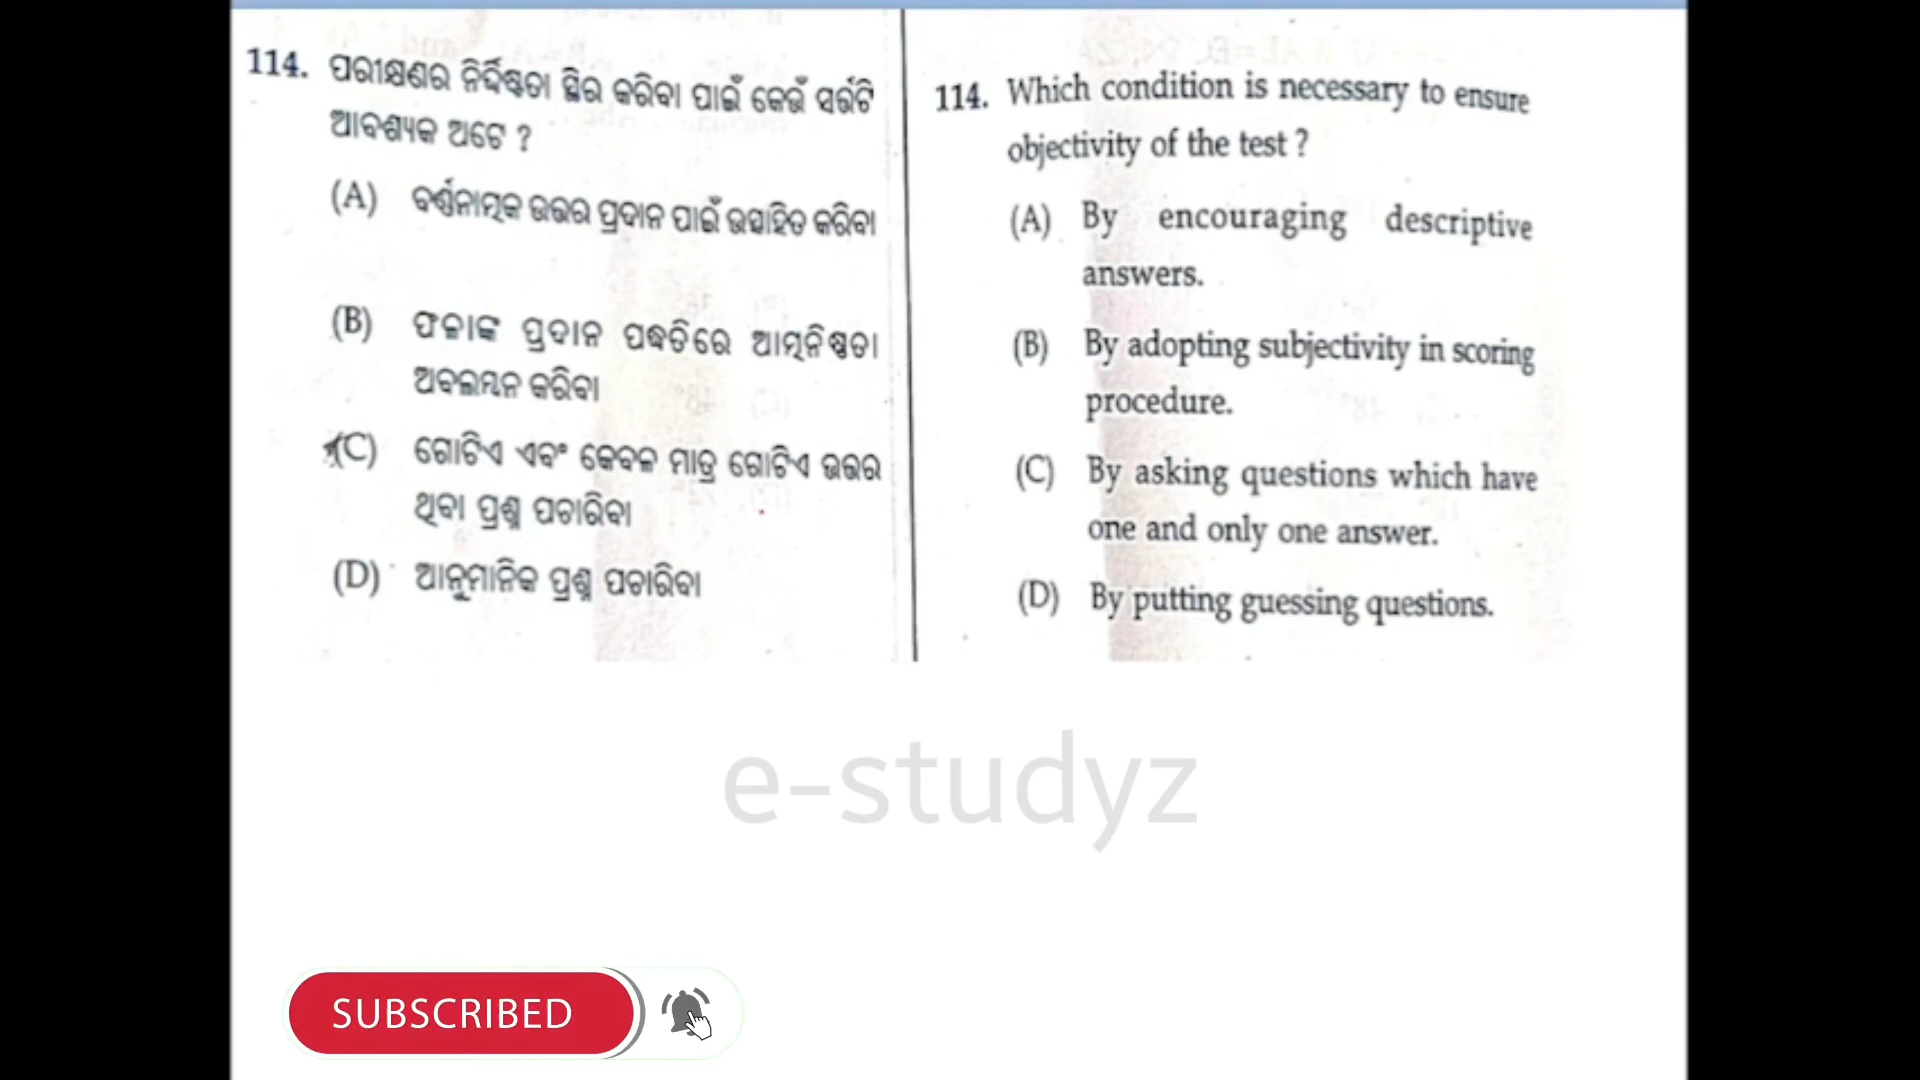 114. ପରୀକ୍ଷଣର ନିର୍ଦ୍ଦିଷ୍ଟତା ସ୍ଥିର କରିବା ପାଇଁ କେଉଁ ସର୍ତ୍ତଟି
ଆବଶ୍ୟକ ଅଟେ ?
(A) ବର୍ଣ୍ଣନାତ୍ମକ ଉତ୍ତର ପ୍ରଦାନ ପାଇଁ ଉତ୍ସାହିତ କରିବା
(B) ଫଳାଙ୍କ ପ୍ରଦାନ ପଦ୍ଧତିରେ ଆତ୍ମନିଷ୍ଠତା
ଅବଲମ୍ବନ କରିବା
(C) ଗୋଟିଏ ଏବଂ କେବଳ ମାତ୍ର ଗୋଟିଏ ଉତ୍ତର
ଥିବା ପ୍ରଶ୍ନ ପଚାରିବା
(D) ଆନୁମାନିକ ପ୍ରଶ୍ନ ପଚାରିବା
114. Which condition is necessary to ensure
objectivity of the test ?
(A) By encouraging descriptive
answers.
(B) By adopting subjectivity in scoring
procedure.
(C) By asking questions which have
one and only one answer.
(D) By putting guessing questions.
e-studyz
SUBSCRIBED